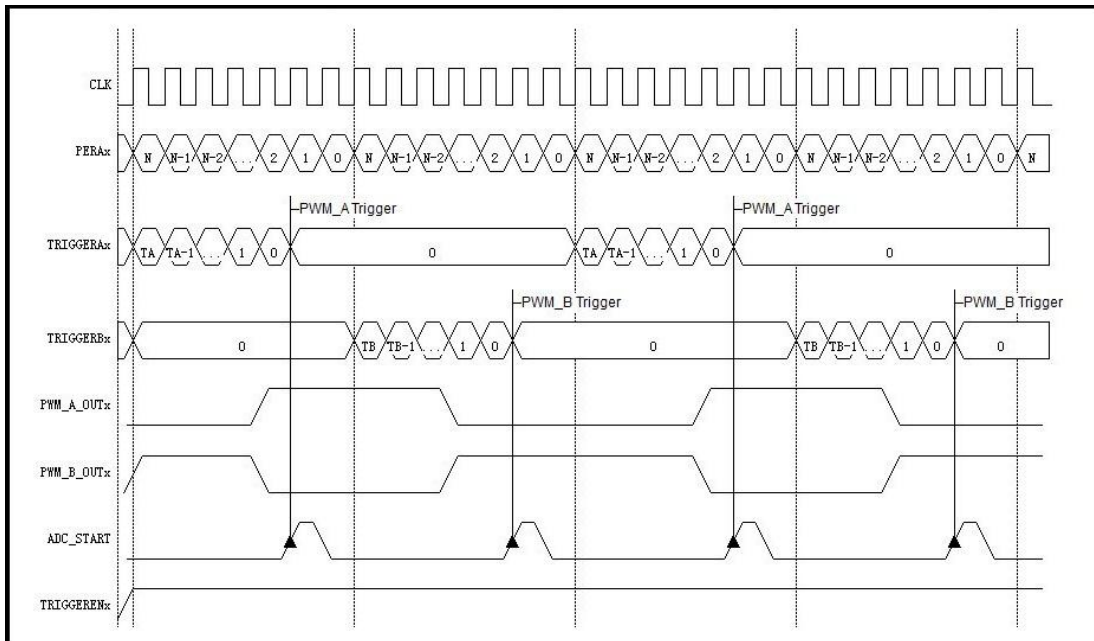 CLK
PERAx N N-1 N-2 ... 2 1 0 N N-1 N-2 ... 2 1 0 N N-1 N-2 ... 2 1 0 N N-1 N-2 ... 2 1 0 N
PWM_A Trigger PWM_A Trigger
TRIGGERAx TA TA-1 ... 1 0 0 TA TA-1 ... 1 0 0
PWM_B Trigger PWM_B Trigger
TRIGGERBx 0 TB TB-1 ... 1 0 0 TB TB-1 ... 1 0 0
PWM_A_OUTx
PWM_B_OUTx
ADC_START
TRIGGERENx